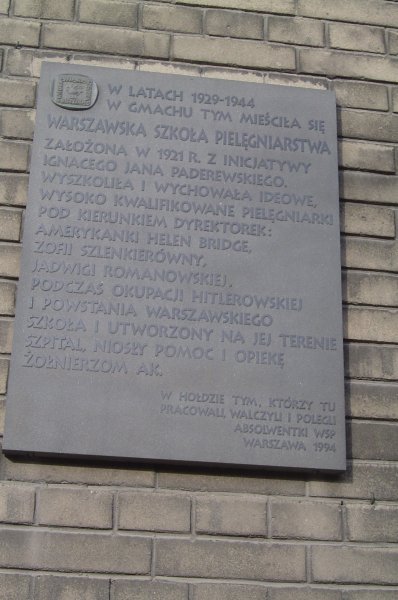 W LATACH 1929-1944
W GMACHU TYM MIEŚCIŁA SIĘ
WARSZAWSKA SZKOŁA PIELĘGNIARSTWA
ZAŁOŻONA W 1921 R. Z INICJATYWY
IGNACEGO JANA PADEREWSKIEGO.
WYSZKOLIŁA I WYCHOWAŁA IDEOWE,
WYSOKO KWALIFIKOWANE PIELĘGNIARKI
POD KIERUNKIEM DYREKTOREK:
AMERYKANKI HELEN BRIDGE,
ZOFII SZLENKIERÓWNY,
JADWIGI ROMANOWSKIEJ.
PODCZAS OKUPACJI HITLEROWSKIEJ
I POWSTANIA WARSZAWSKIEGO
SZKOŁA I UTWORZONY NA JEJ TERENIE
SZPITAL, NIOSŁY POMOC I OPIEKĘ
ŻOŁNIERZOM AK.
W HOŁDZIE TYM, KTÓRZY TU
PRACOWALI, WALCZYLI I POLEGLI
ABSOLWENTKI WSP
WARSZAWA 1994